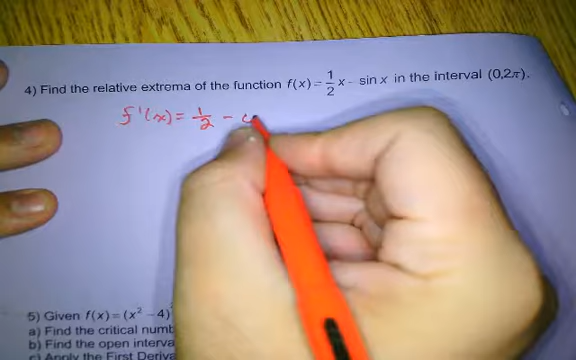 4) Find the relative extrema of the function f(x) = 1/2 x - sin x in the interval (0,2π).
f'(x) = 1/2 - c
5) Given f(x) = (x² - 4)
a) Find the critical numb
b) Find the open interva
c) Apply the First Deriva